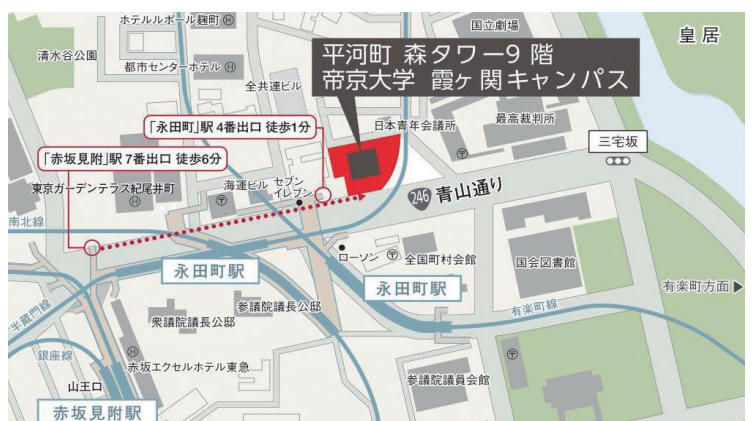 ホテルルポール麹町
国立劇場
皇居
清水谷公園
都市センターホテル
平河町 森タワー9 階
帝京大学 霞ヶ関キャンパス
全共連ビル
「永田町」駅 4番出口 徒歩1分
日本青年会議所
最高裁判所
三宅坂
「赤坂見附」駅 7番出口 徒歩6分
東京ガーデンテラス紀尾井町
海運ビル
セブン
イレブン
246 青山通り
南北線
ローソン
全国町村会館
国会図書館
永田町駅
永田町駅
有楽町方面▶
有楽町線
半蔵門線
衆議院議長公邸
参議院議長公邸
銀座線
赤坂エクセルホテル東急
参議院議員会館
山王口
赤坂見附駅